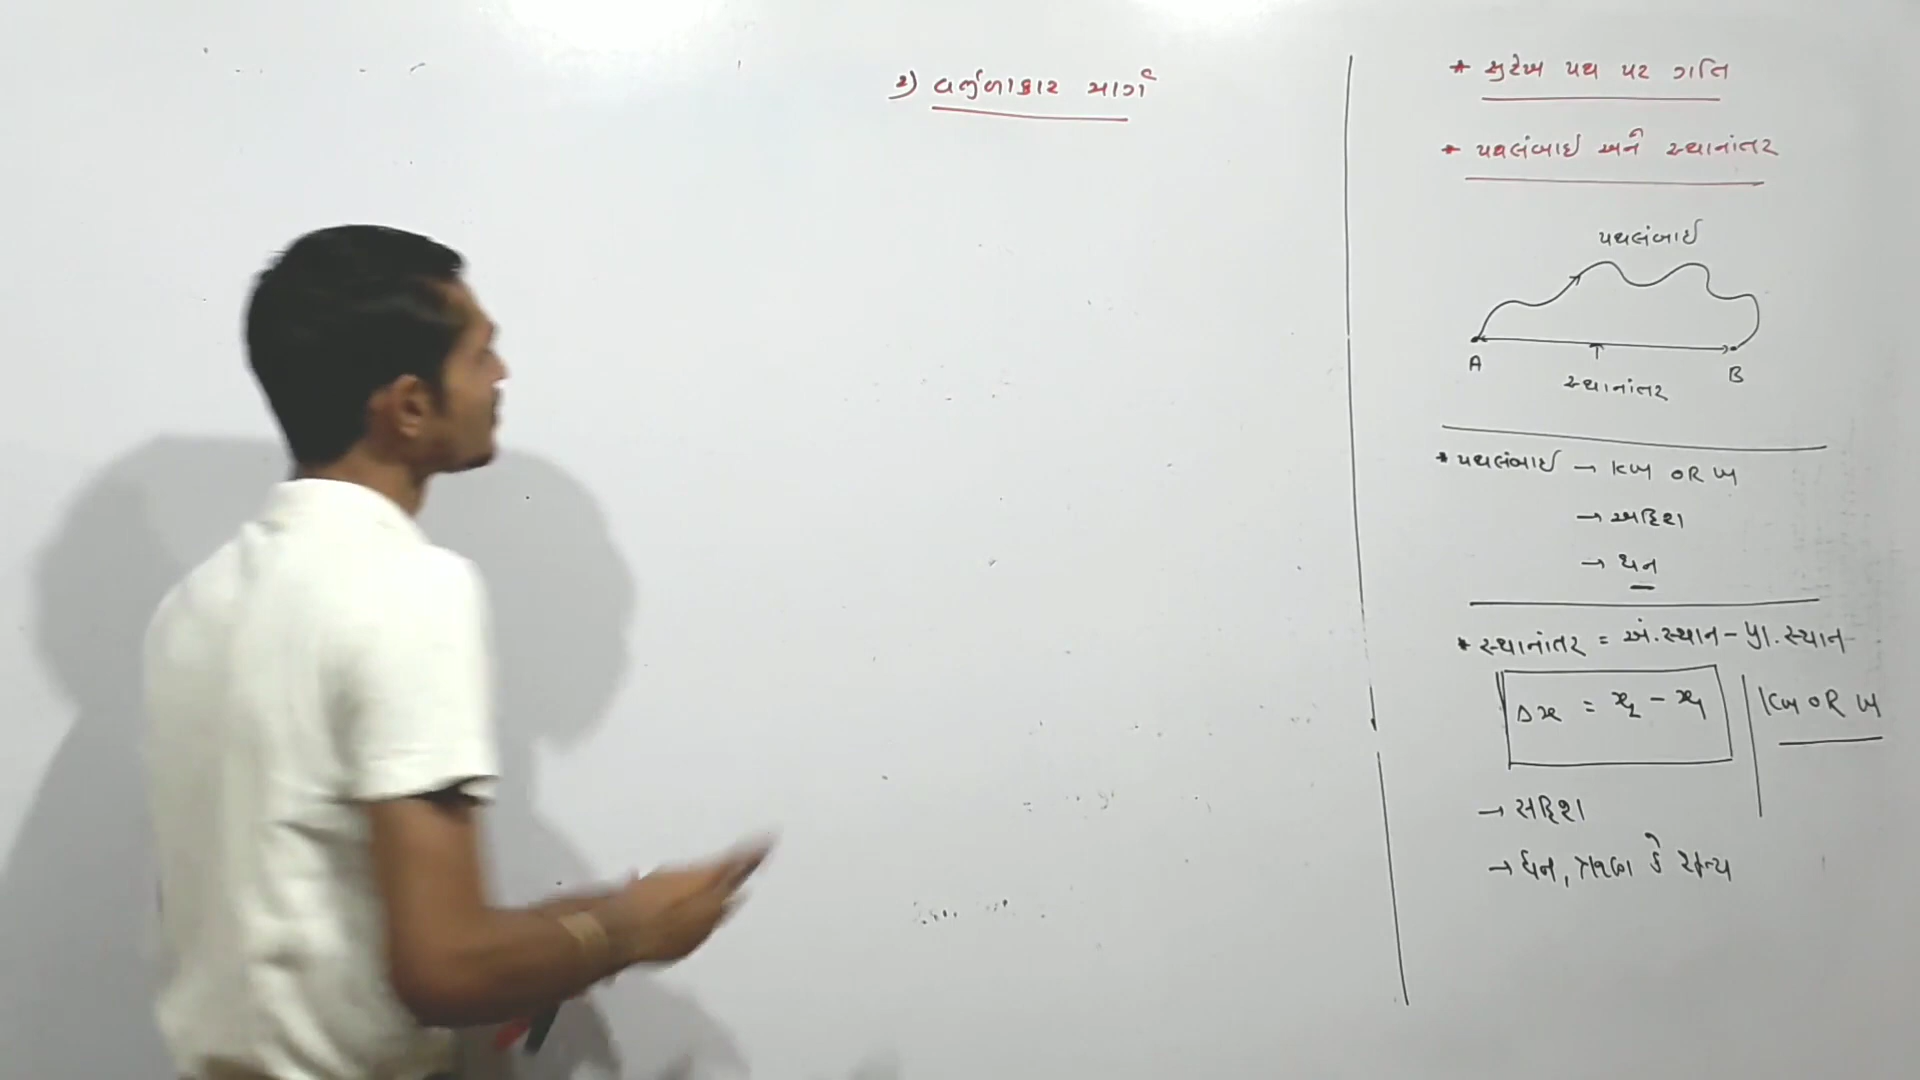 ૨) વર્તુળાકાર માર્ગ
* સુરેખ પથ પર ગતિ
* પથલંબાઈ અને સ્થાનાંતર
પથલંબાઈ
A
B
સ્થાનાંતર
* પથલંબાઈ → KM OR M
→ અદિશ
→ ધન
* સ્થાનાંતર = અં.સ્થાન - પ્રા.સ્થાન
Δx = x₂ - x₁
KM OR M
→ સદિશ
→ ધન, ઋણ કે શૂન્ય